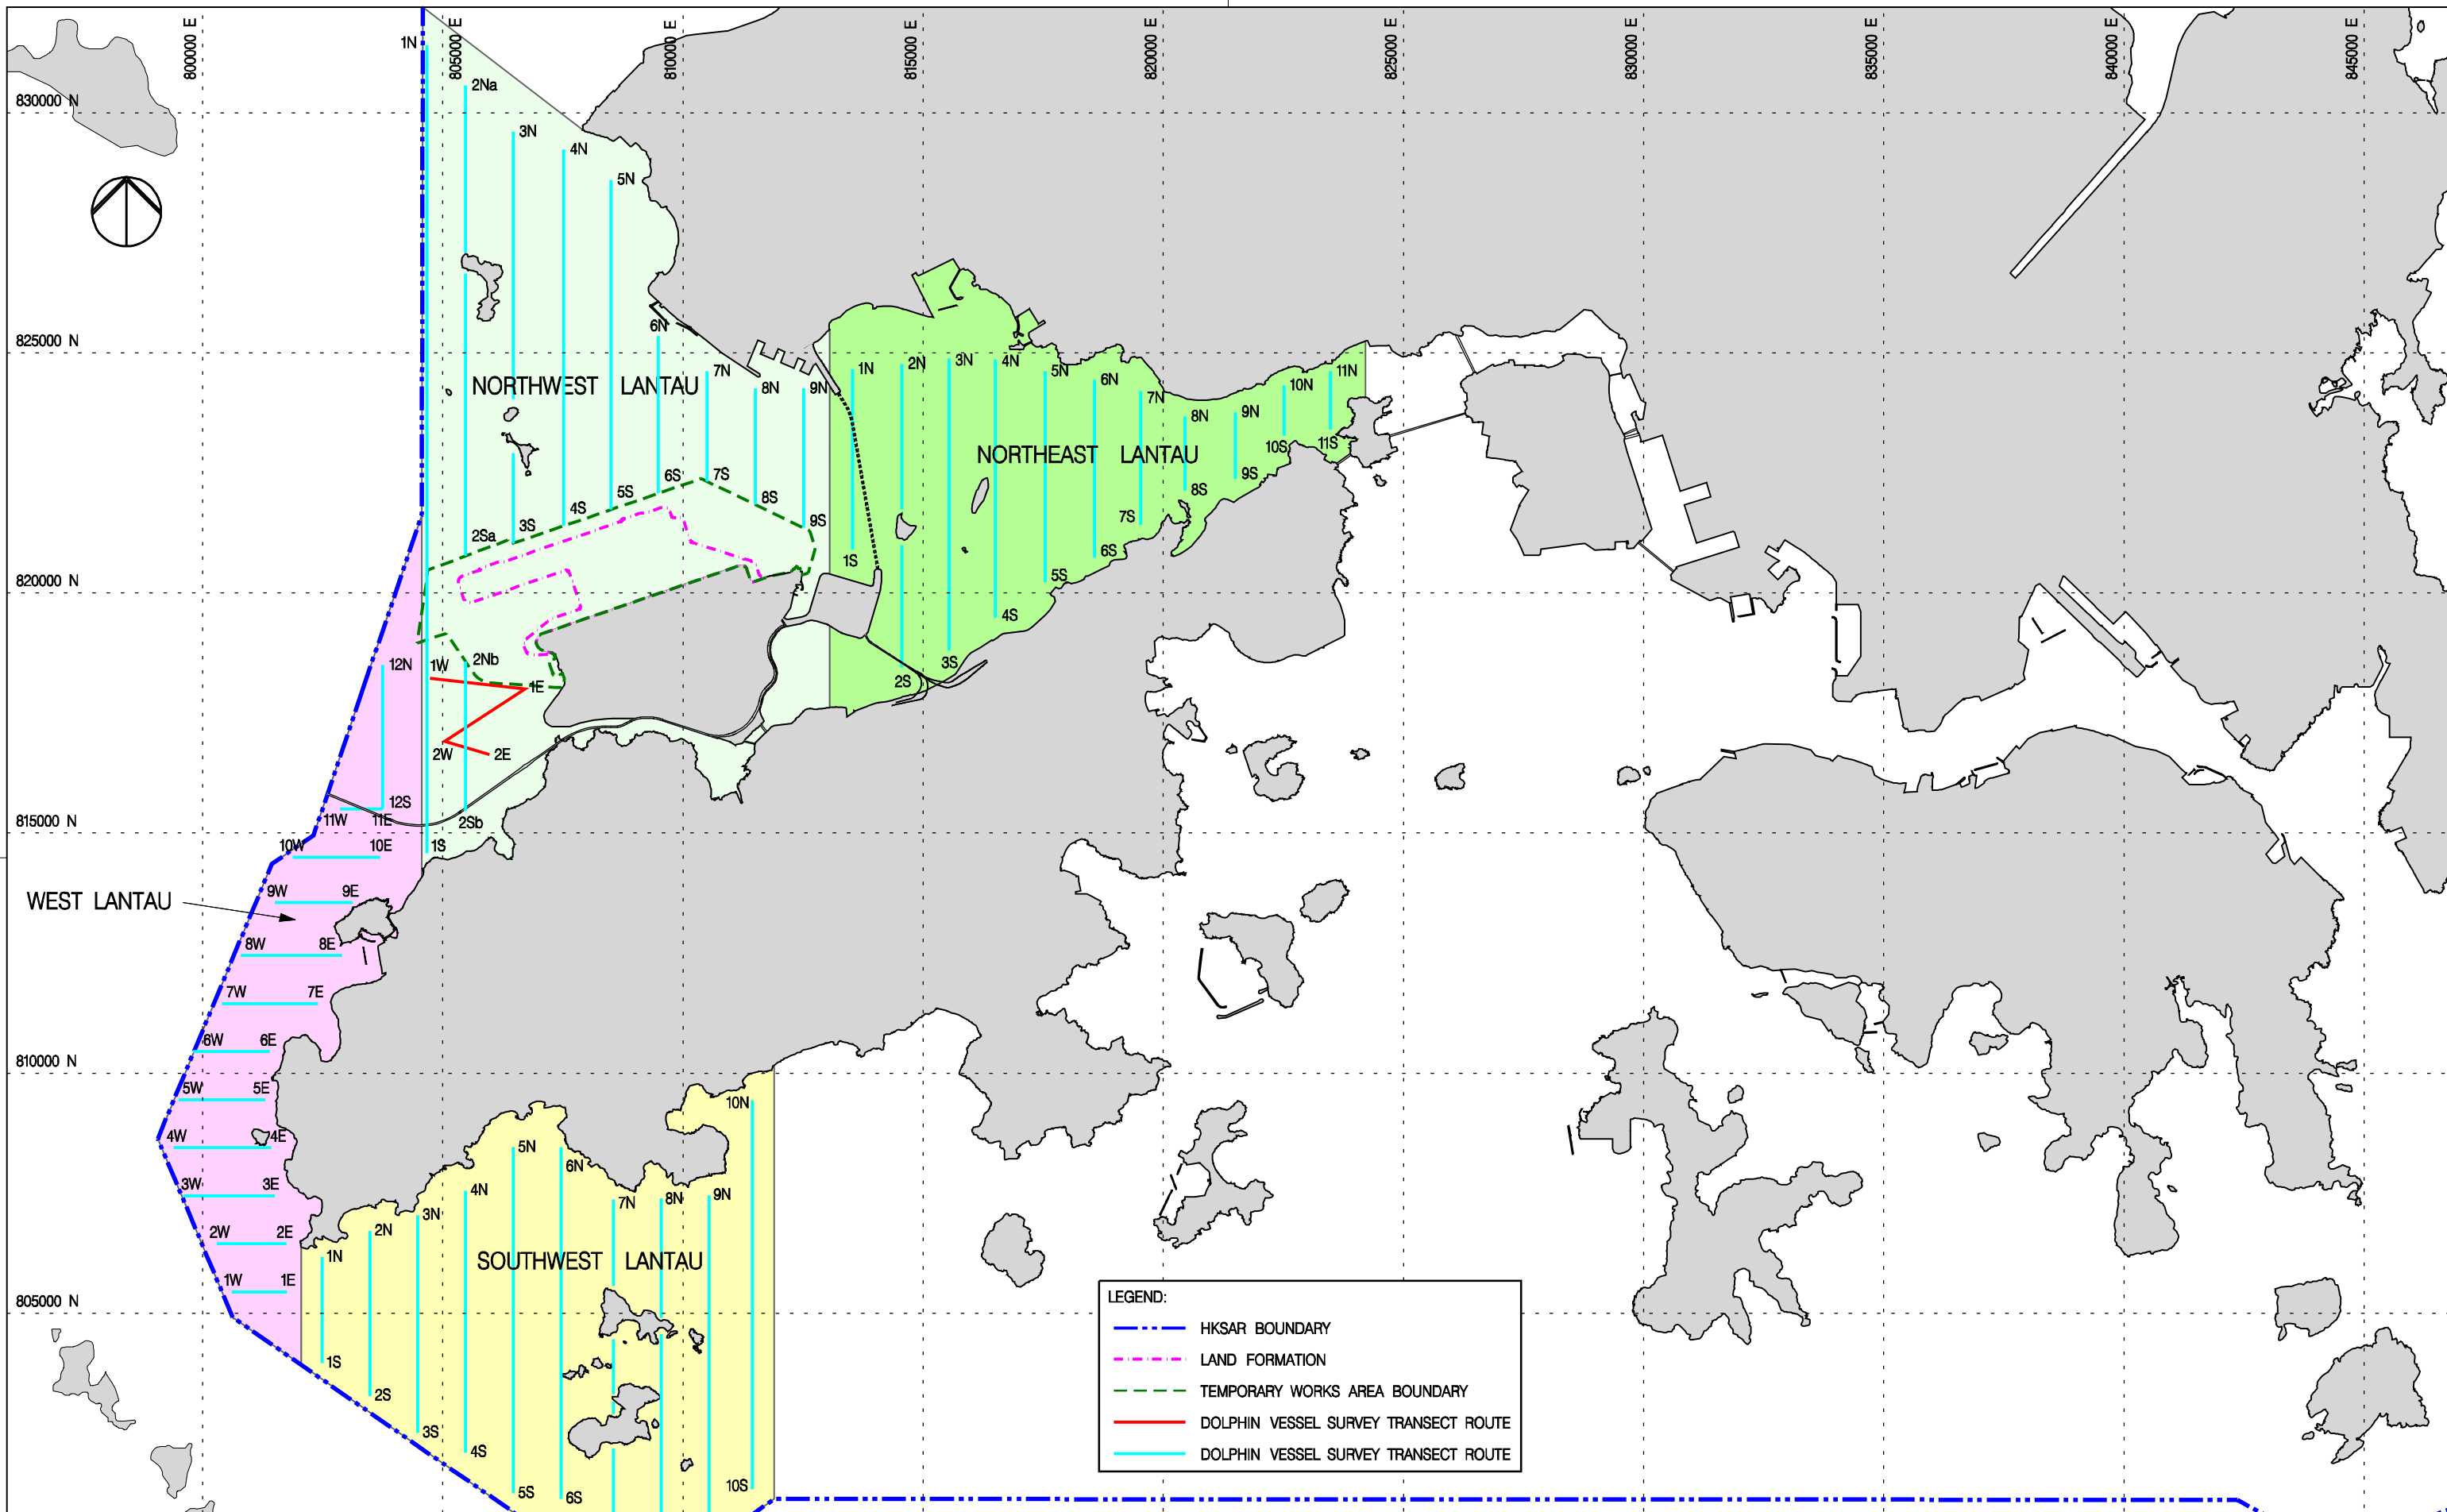 800000 E
805000 E
810000 E
815000 E
820000 E
825000 E
830000 E
835000 E
840000 E
845000 E
830000 N
825000 N
820000 N
815000 N
810000 N
805000 N
1N
2Na
3N
4N
5N
6N
7N
8N
9N
NORTHWEST LANTAU
2Sa
3S
4S
5S
6S
7S
8S
9S
1N
2N
3N
4N
5N
6N
7N
8N
9N
10N
11N
NORTHEAST LANTAU
1S
2S
3S
4S
5S
6S
7S
8S
9S
10S
11S
12N
1W
2Nb
1E
2W
2E
12S
11W
11E
2Sb
10W
10E
1S
9W
9E
WEST LANTAU
8W
8E
7W
7E
6W
6E
5W
5E
4W
4E
3W
3E
2W
2E
1W
1E
1N
2N
3N
4N
5N
6N
7N
8N
9N
10N
SOUTHWEST LANTAU
1S
2S
3S
4S
5S
6S
10S
LEGEND:
HKSAR BOUNDARY
LAND FORMATION
TEMPORARY WORKS AREA BOUNDARY
DOLPHIN VESSEL SURVEY TRANSECT ROUTE
DOLPHIN VESSEL SURVEY TRANSECT ROUTE